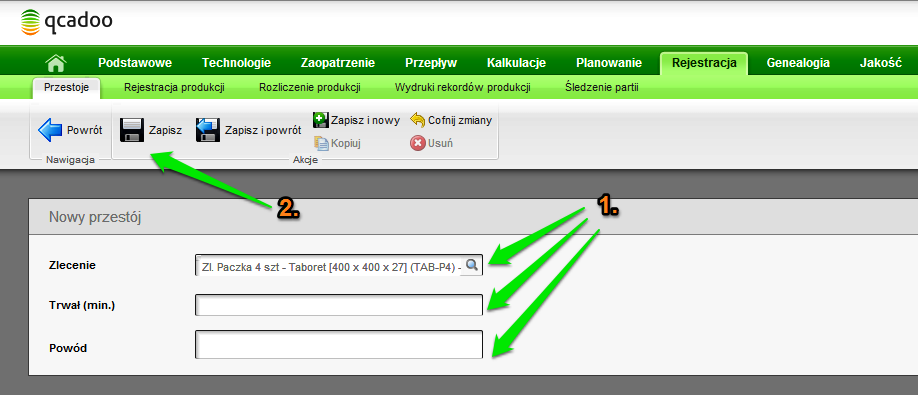 qcadoo
Podstawowe Technologie Zaopatrzenie Przepływ Kalkulacje Planowanie Rejestracja Genealogia Jakość
Przestoje Rejestracja produkcji Rozliczenie produkcji Wydruki rekordów produkcji Śledzenie partii
Powrót Zapisz Zapisz i powrót Zapisz i nowy Cofnij zmiany
Kopiuj Usuń
Nawigacja Akcje
2. 1.
Nowy przestój
Zlecenie Zl. Paczka 4 szt - Taboret [400 x 400 x 27] (TAB-P4) -
Trwał (min.)
Powód